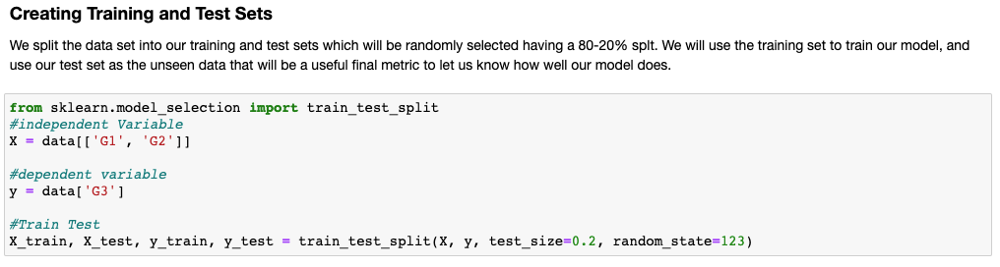 Creating Training and Test Sets
We split the data set into our training and test sets which will be randomly selected having a 80-20% splt. We will use the training set to train our model, and
use our test set as the unseen data that will be a useful final metric to let us know how well our model does.
from sklearn.model_selection import train_test_split
#independent Variable
X = data[['G1', 'G2']]
#dependent variable
y = data['G3']
#Train Test
X_train, X_test, y_train, y_test = train_test_split(X, y, test_size=0.2, random_state=123)